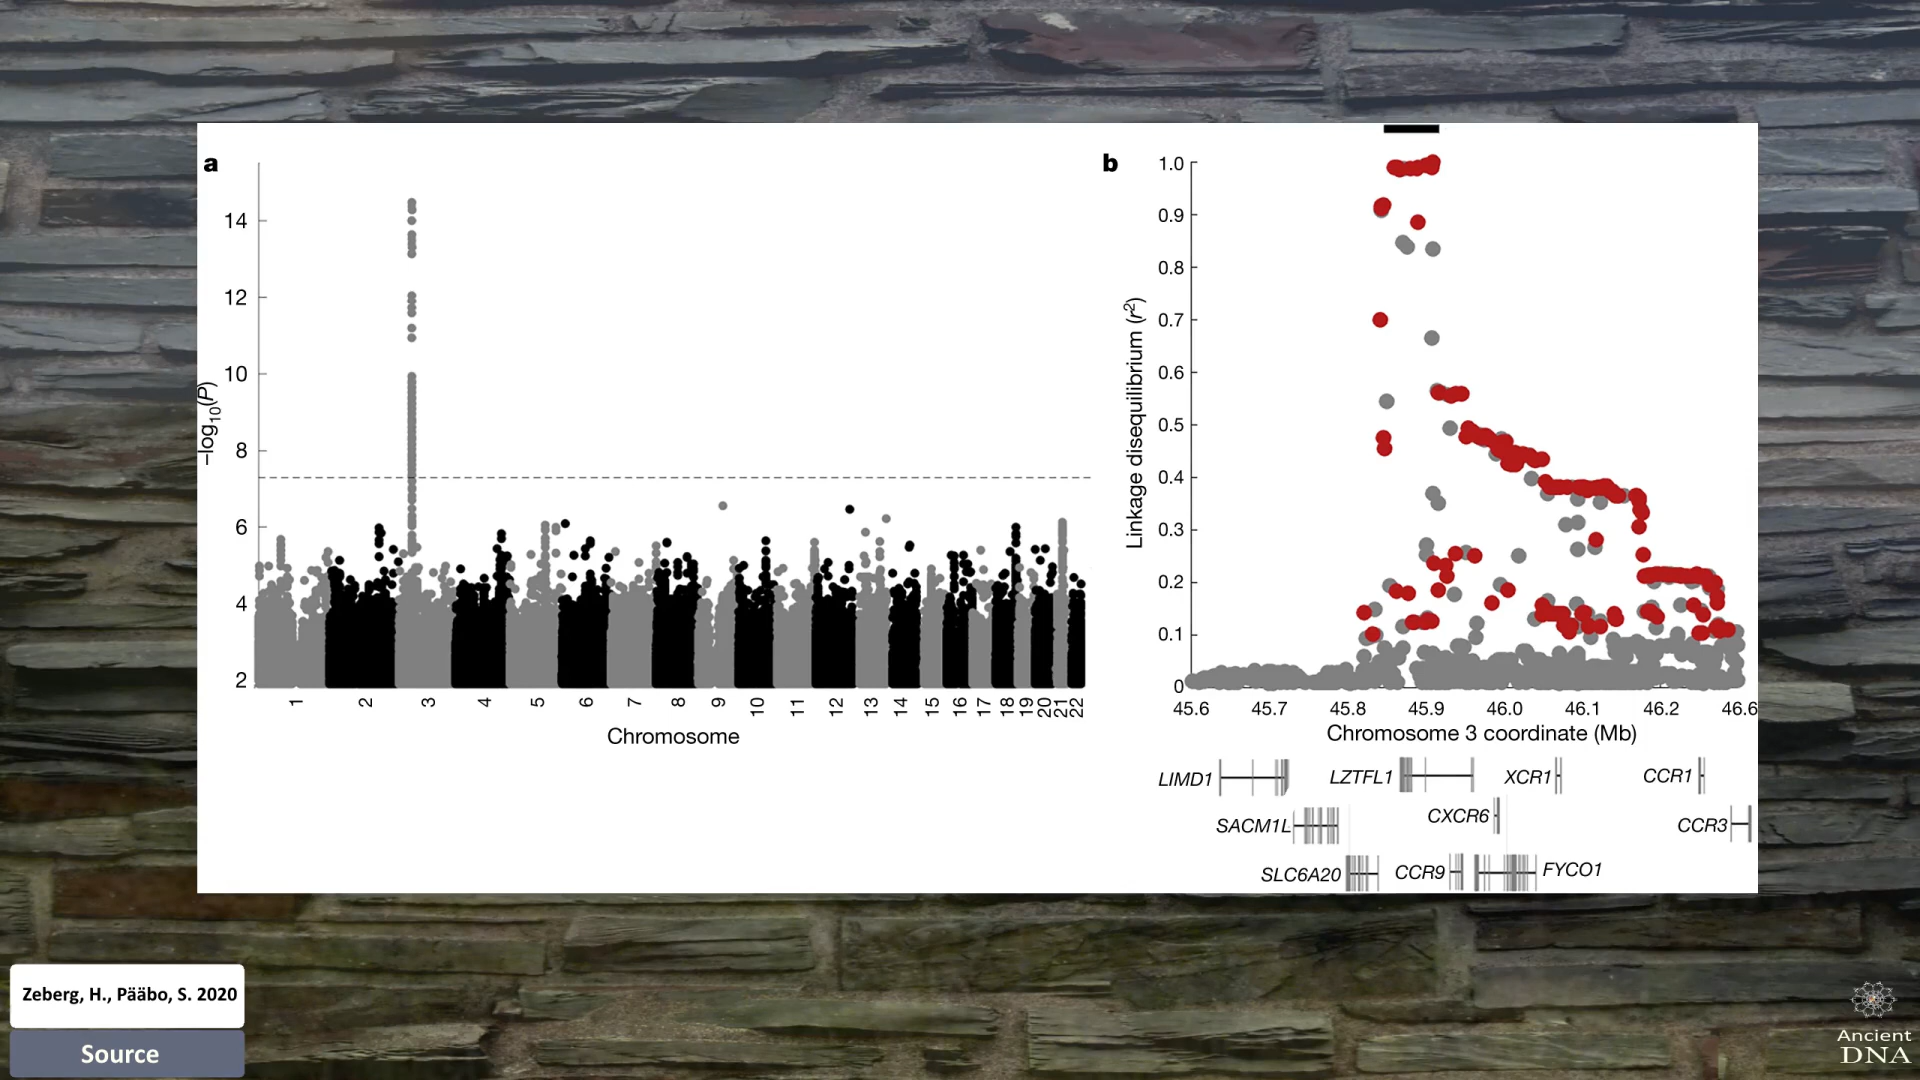 a
14
12
10
8
6
4
2
−log₁₀(P)
1 2 3 4 5 6 7 8 9 10 11 12 13 14 15 16 17 18 19 20 21 22
Chromosome
b
1.0
0.9
0.8
0.7
0.6
0.5
0.4
0.3
0.2
0.1
0
Linkage disequilibrium (r²)
45.6 45.7 45.8 45.9 46.0 46.1 46.2 46.6
Chromosome 3 coordinate (Mb)
LIMD1 LZTFL1 XCR1 CCR1
CXCR6
SACM1L CCR3
SLC6A20 CCR9 FYCO1
Zeberg, H., Pääbo, S. 2020
Source
Ancient
DNA